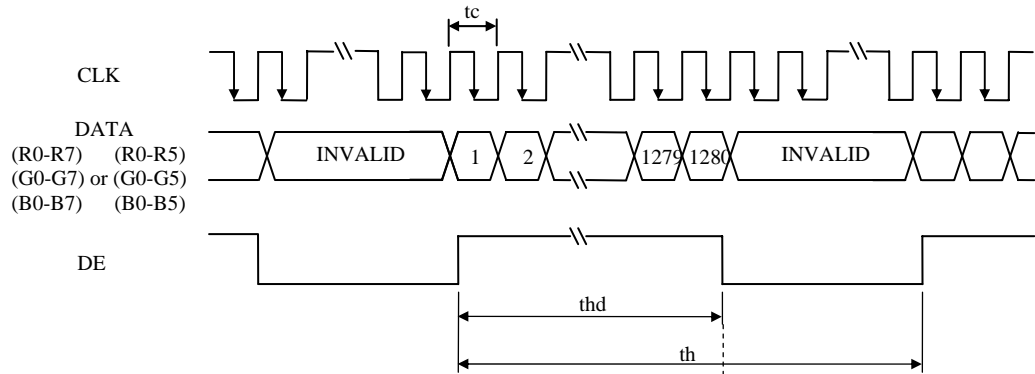 tc
CLK
DATA
(R0-R7) (R0-R5)
(G0-G7) or (G0-G5)
(B0-B7) (B0-B5)
INVALID 1 2 1279 1280 INVALID
DE
thd
th